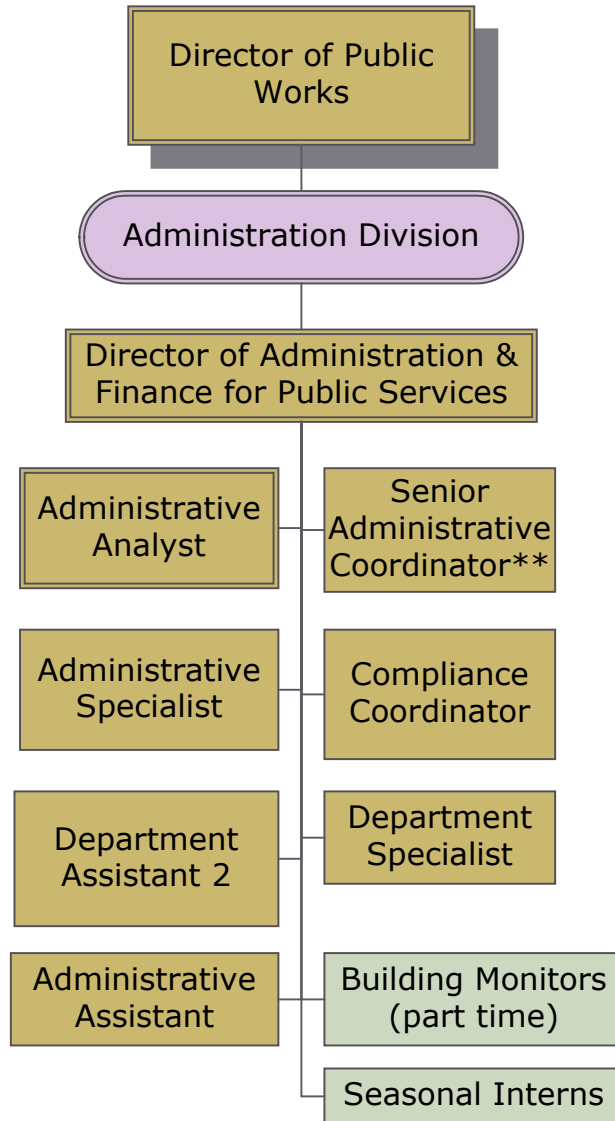 Director of Public
Works
Administration Division
Director of Administration &
Finance for Public Services
Administrative
Analyst
Senior
Administrative
Coordinator**
Administrative
Specialist
Compliance
Coordinator
Department
Assistant 2
Department
Specialist
Administrative
Assistant
Building Monitors
(part time)
Seasonal Interns